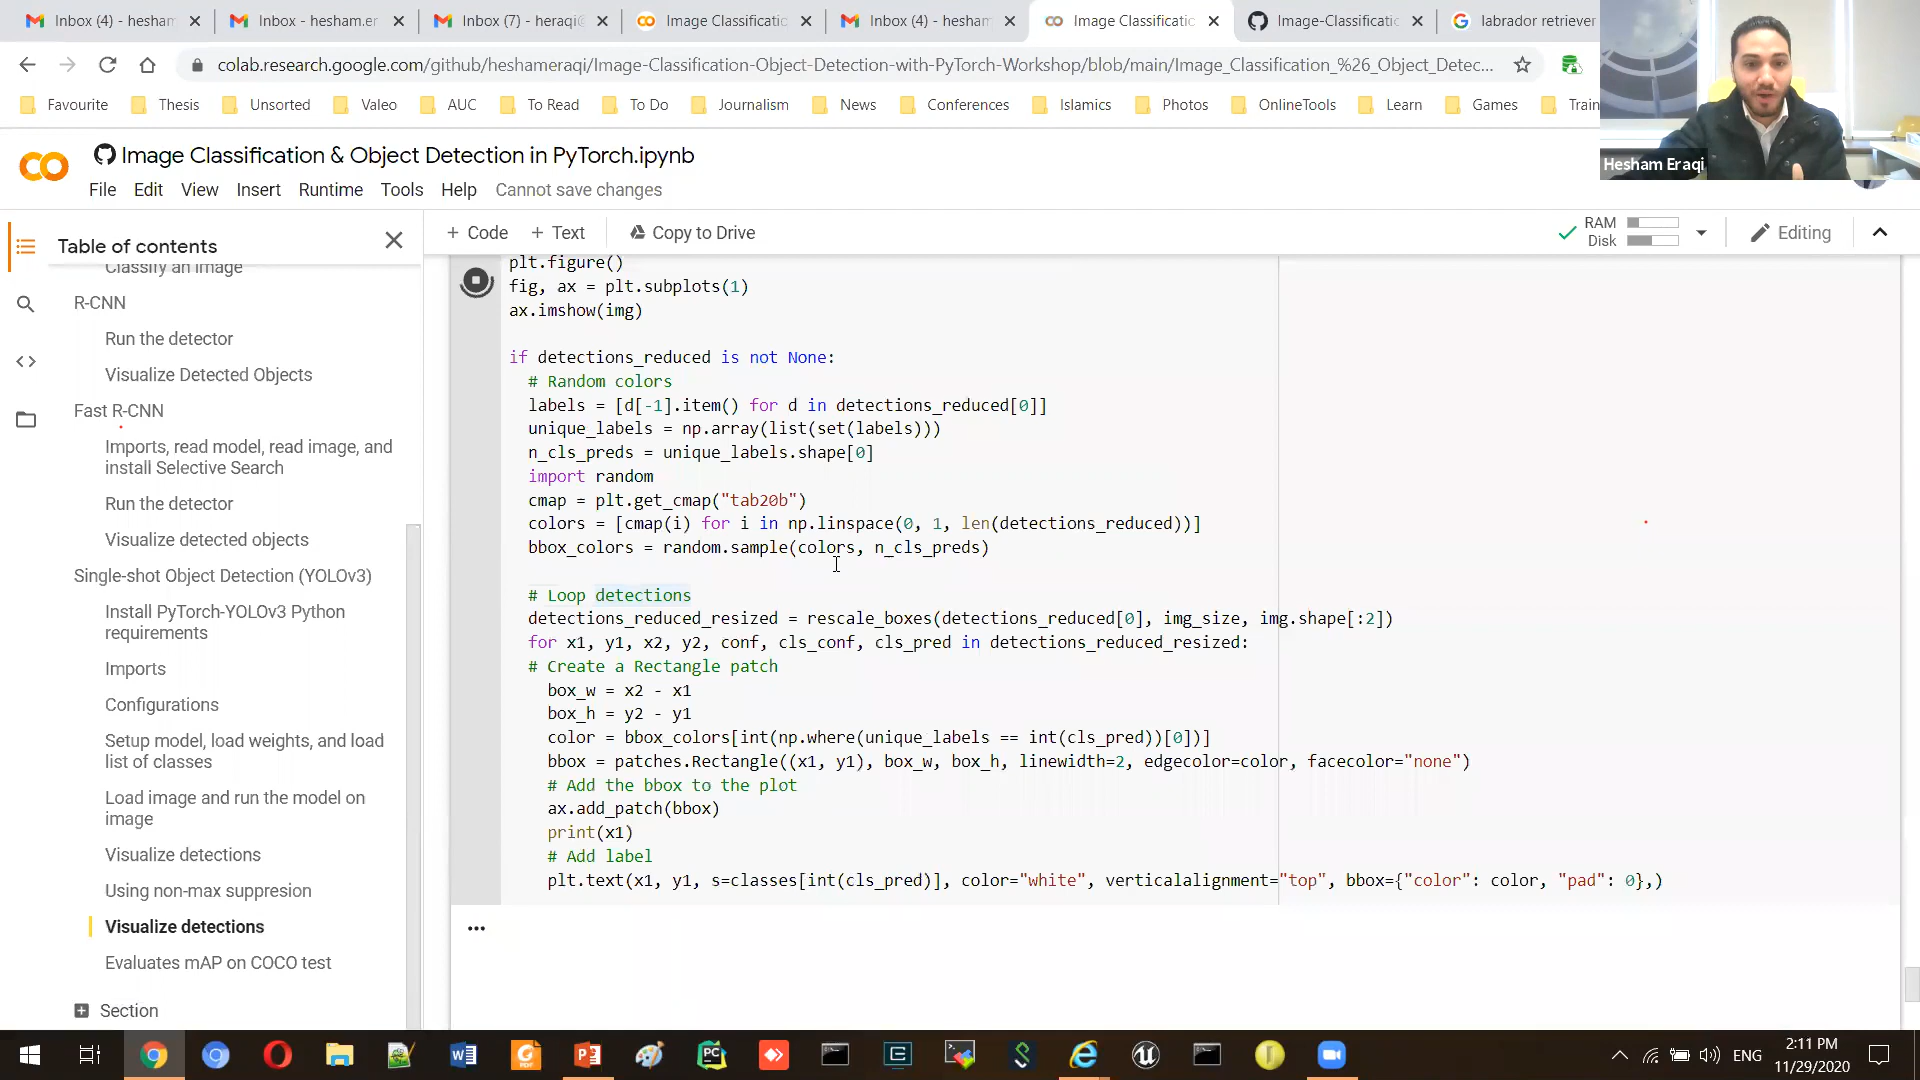 Inbox (4) - hesham
Inbox - hesham.er
Inbox (7) - heraqi@
Image Classificatic
Inbox (4) - hesham
Image Classificatic
Image-Classificatic
labrador retriever
colab.research.google.com/github/heshameraqi/Image-Classification-Object-Detection-with-PyTorch-Workshop/blob/main/Image_Classification_%26_Object_Detec...
Favourite
Thesis
Unsorted
Valeo
AUC
To Read
To Do
Journalism
News
Conferences
Islamics
Photos
OnlineTools
Learn
Games
Train
Hesham Eraqi
Image Classification & Object Detection in PyTorch.ipynb
File Edit View Insert Runtime Tools Help Cannot save changes
Table of contents
+ Code + Text Copy to Drive
RAM
Disk
Editing
Classify an image
R-CNN
Run the detector
Visualize Detected Objects
Fast R-CNN
Imports, read model, read image, and
install Selective Search
Run the detector
Visualize detected objects
Single-shot Object Detection (YOLOv3)
Install PyTorch-YOLOv3 Python
requirements
Imports
Configurations
Setup model, load weights, and load
list of classes
Load image and run the model on
image
Visualize detections
Using non-max suppresion
Visualize detections
Evaluates mAP on COCO test
Section
plt.figure()
fig, ax = plt.subplots(1)
ax.imshow(img)
if detections_reduced is not None:
# Random colors
labels = [d[-1].item() for d in detections_reduced[0]]
unique_labels = np.array(list(set(labels)))
n_cls_preds = unique_labels.shape[0]
import random
cmap = plt.get_cmap("tab20b")
colors = [cmap(i) for i in np.linspace(0, 1, len(detections_reduced))]
bbox_colors = random.sample(colors, n_cls_preds)
# Loop detections
detections_reduced_resized = rescale_boxes(detections_reduced[0], img_size, img.shape[:2])
for x1, y1, x2, y2, conf, cls_conf, cls_pred in detections_reduced_resized:
# Create a Rectangle patch
box_w = x2 - x1
box_h = y2 - y1
color = bbox_colors[int(np.where(unique_labels == int(cls_pred))[0])]
bbox = patches.Rectangle((x1, y1), box_w, box_h, linewidth=2, edgecolor=color, facecolor="none")
# Add the bbox to the plot
ax.add_patch(bbox)
print(x1)
# Add label
plt.text(x1, y1, s=classes[int(cls_pred)], color="white", verticalalignment="top", bbox={"color": color, "pad": 0},)
ENG
2:11 PM
11/29/2020